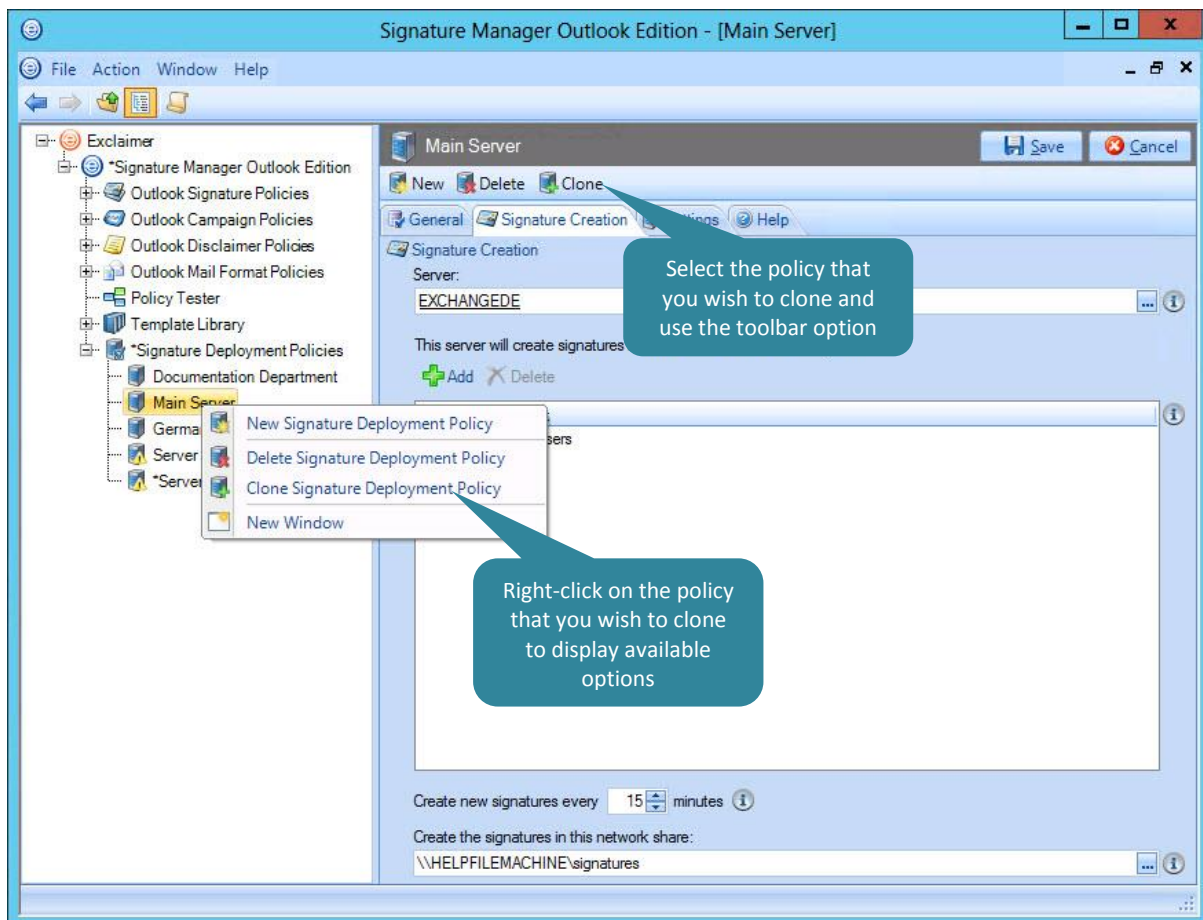 Signature Manager Outlook Edition - [Main Server]
File Action Window Help
Exclaimer
*Signature Manager Outlook Edition
Outlook Signature Policies
Outlook Campaign Policies
Outlook Disclaimer Policies
Outlook Mail Format Policies
Policy Tester
Template Library
*Signature Deployment Policies
Documentation Department
Main Server
Germa
Server
*Server
New Signature Deployment Policy
Delete Signature Deployment Policy
Clone Signature Deployment Policy
New Window
Main Server
Save Cancel
New Delete Clone
General Signature Creation Help
Signature Creation
Server:
EXCHANGEDE
This server will create signatures
Add Delete
sers
Select the policy that
you wish to clone and
use the toolbar option
Right-click on the policy
that you wish to clone
to display available
options
Create new signatures every 15 minutes
Create the signatures in this network share:
\\HELPFILEMACHINE\signatures